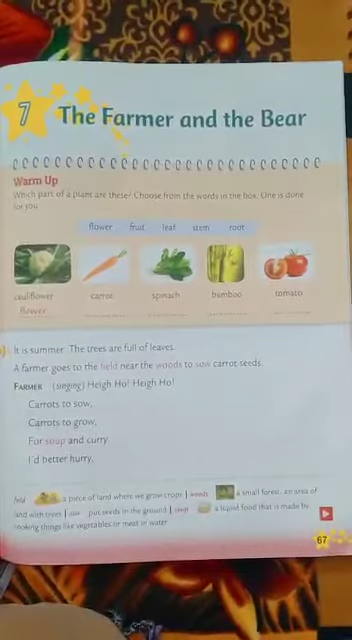 7 The Farmer and the Bear
Warm Up
Which part of a plant are these? Choose from the words in the box. One is done
for you.
flower fruit leaf stem root
cauliflower carrot spinach bamboo tomato
flower
It is summer. The trees are full of leaves.
A farmer goes to the field near the woods to sow carrot seeds.
FARMER (singing) Heigh Ho! Heigh Ho!
Carrots to sow,
Carrots to grow,
For soup and curry
I'd better hurry.
field a piece of land where we grow crops | woods a small forest, an area of
land with trees | sow put seeds in the ground | soup a liquid food that is made by
cooking things like vegetables or meat in water
67